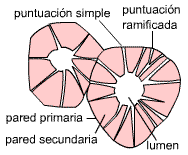 puntuación simple
puntuación
ramificada
pared primaria
pared secundaria
lumen